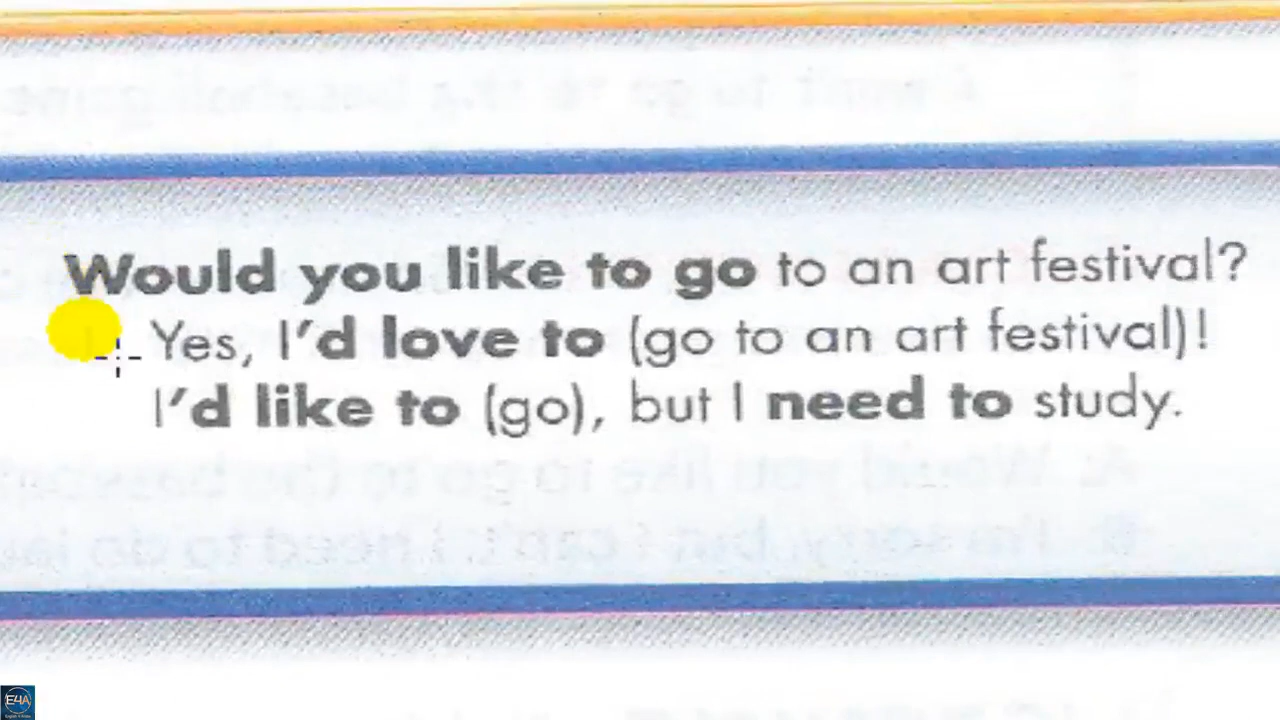 Would you like to go to an art festival?
Yes, I'd love to (go to an art festival)!
I'd like to (go), but I need to study.
E4A